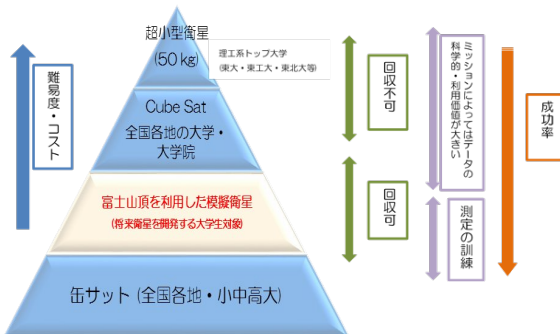 超小型衛星
(50 kg)
理工系トップ大学
(東大・東工大・東北大等)
Cube Sat
全国各地の大学・
大学院
富士山頂を利用した模擬衛星
(将来衛星を開発する大学生対象)
缶サット (全国各地・小中高大)
難易度・コスト
回収不可
回収可
ミッションによってはデータの
科学的・利用価値が大きい
測定の訓練
成功率